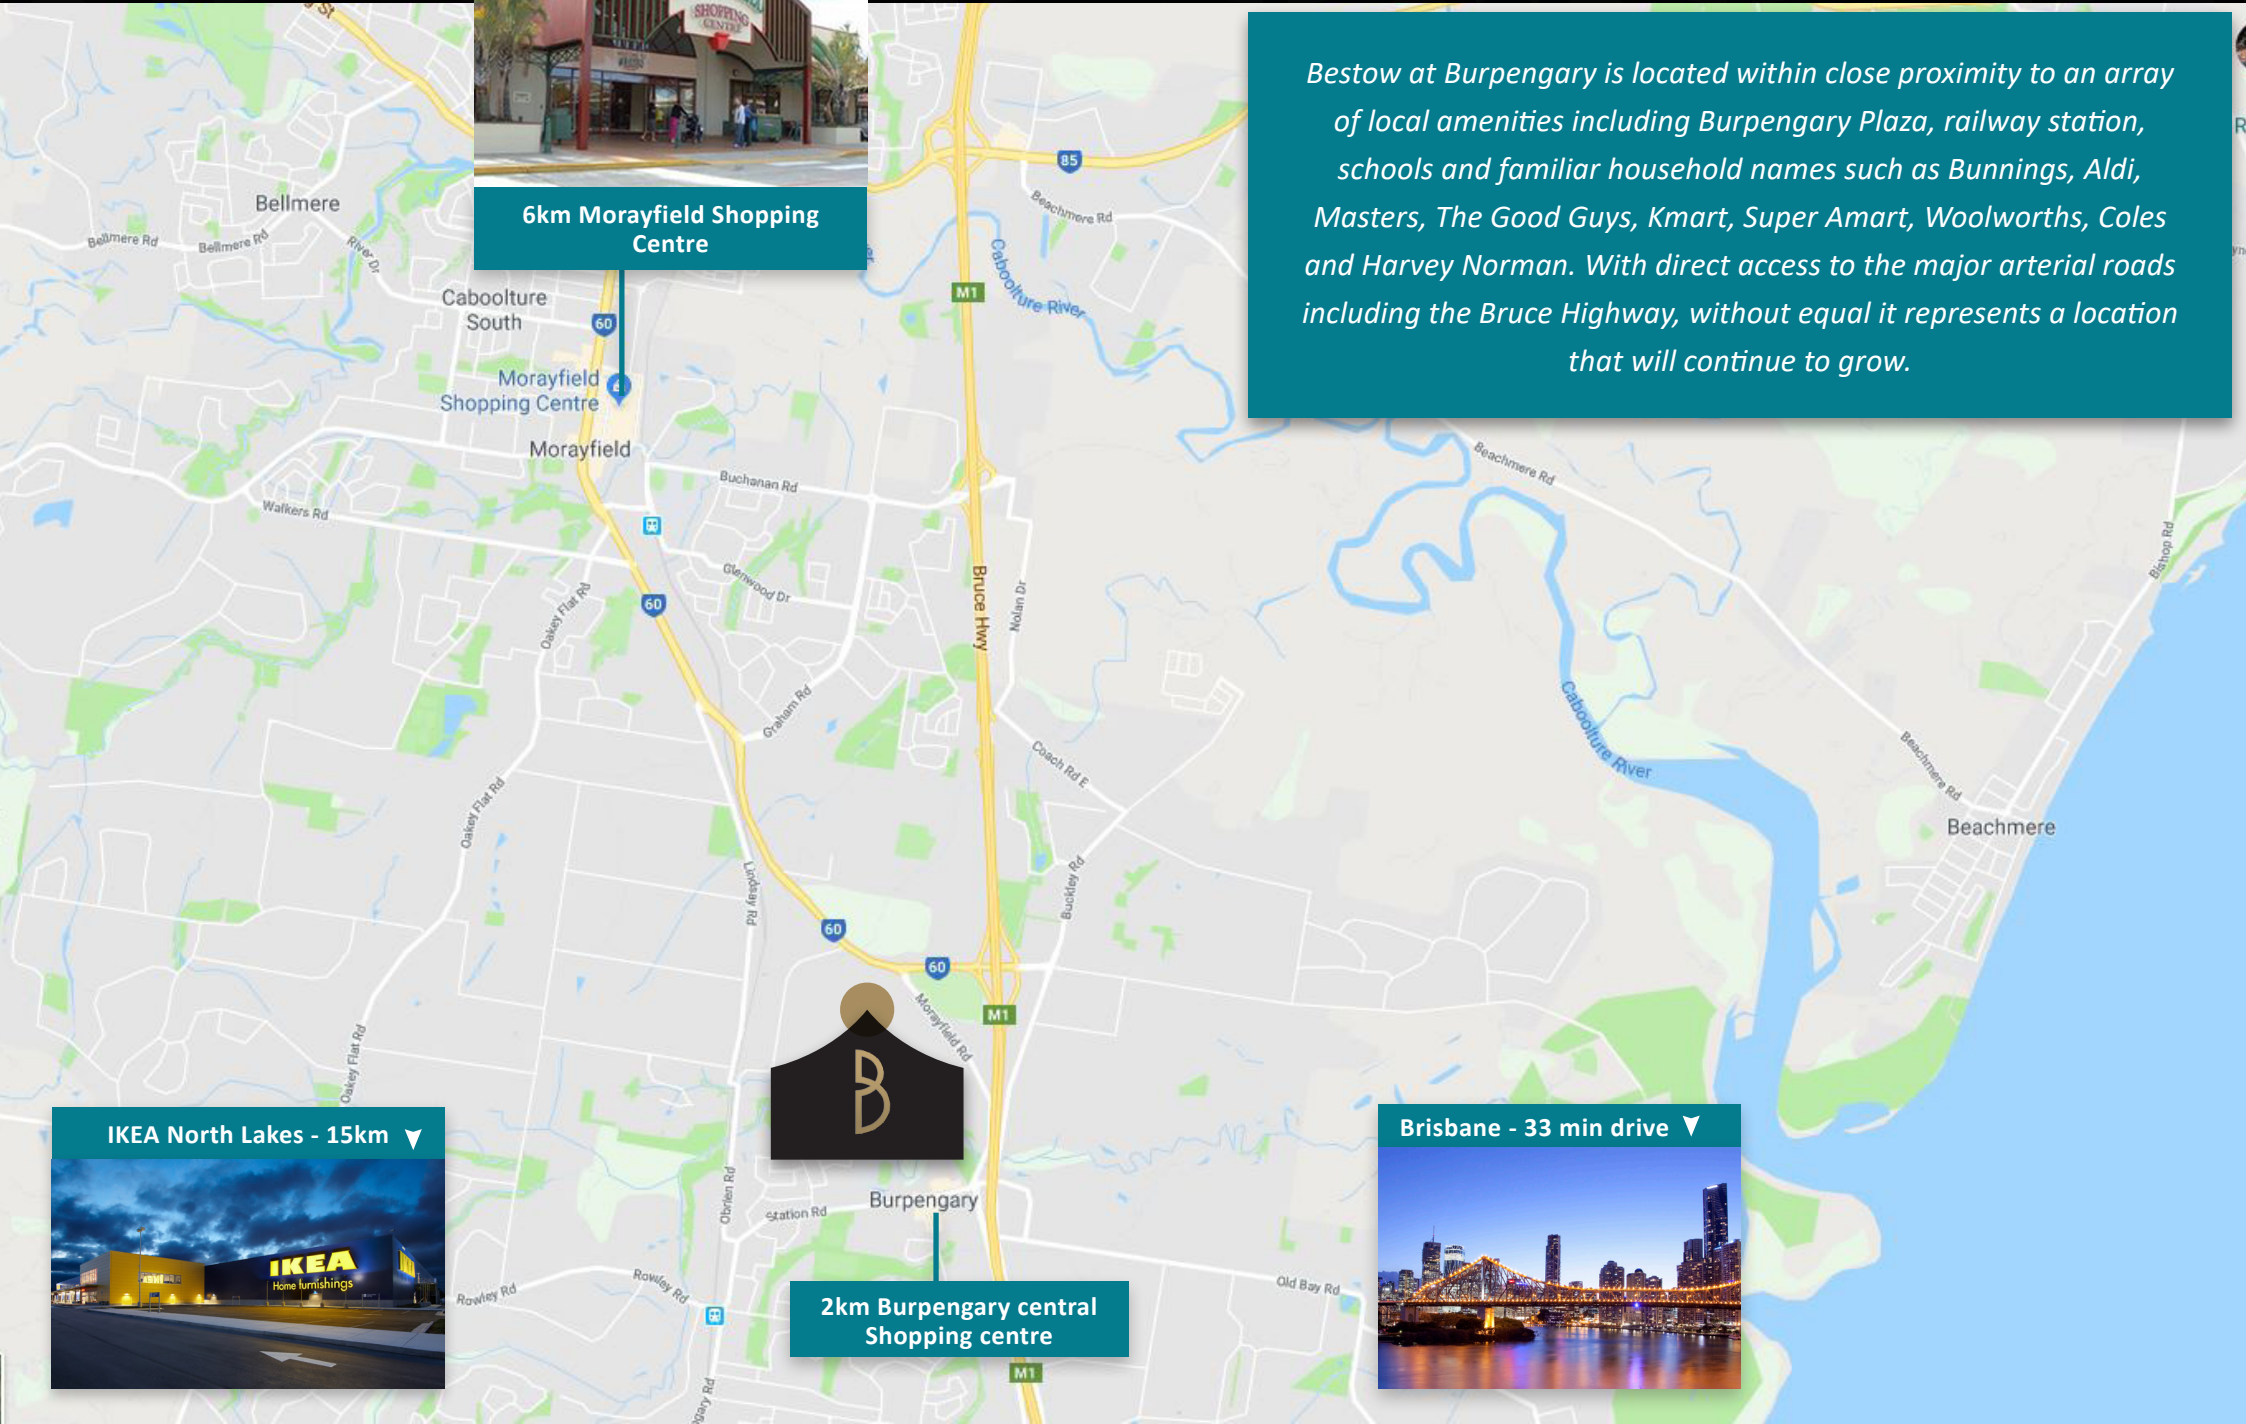 SHOPPING
CENTRE
6km Morayfield Shopping
Centre
Bestow at Burpengary is located within close proximity to an array
of local amenities including Burpengary Plaza, railway station,
schools and familiar household names such as Bunnings, Aldi,
Masters, The Good Guys, Kmart, Super Amart, Woolworths, Coles
and Harvey Norman. With direct access to the major arterial roads
including the Bruce Highway, without equal it represents a location
that will continue to grow.
85
Beachmere Rd
Bellmere
Bellmere Rd
Bellmere Rd
River Dr
Caboolture River
M1
Caboolture
South
60
Morayfield
Shopping Centre
Morayfield
Buchanan Rd
Beachmere Rd
Walkers Rd
Bishop Rd
Glenwood Dr
Oakey Flat Rd
60
Bruce Hwy
Nolan Dr
Graham Rd
Caboolture River
Coach Rd E
Beachmere Rd
Oakey Flat Rd
Beachmere
Lindsay Rd
Buckley Rd
60
60
Morayfield Rd
M1
Oakey Flat Rd
B
IKEA North Lakes - 15km
IKEA
Home furnishings
Brisbane - 33 min drive
Obrien Rd
Station Rd
Burpengary
Rowley Rd
Rowley Rd
Old Bay Rd
2km Burpengary central
Shopping centre
M1